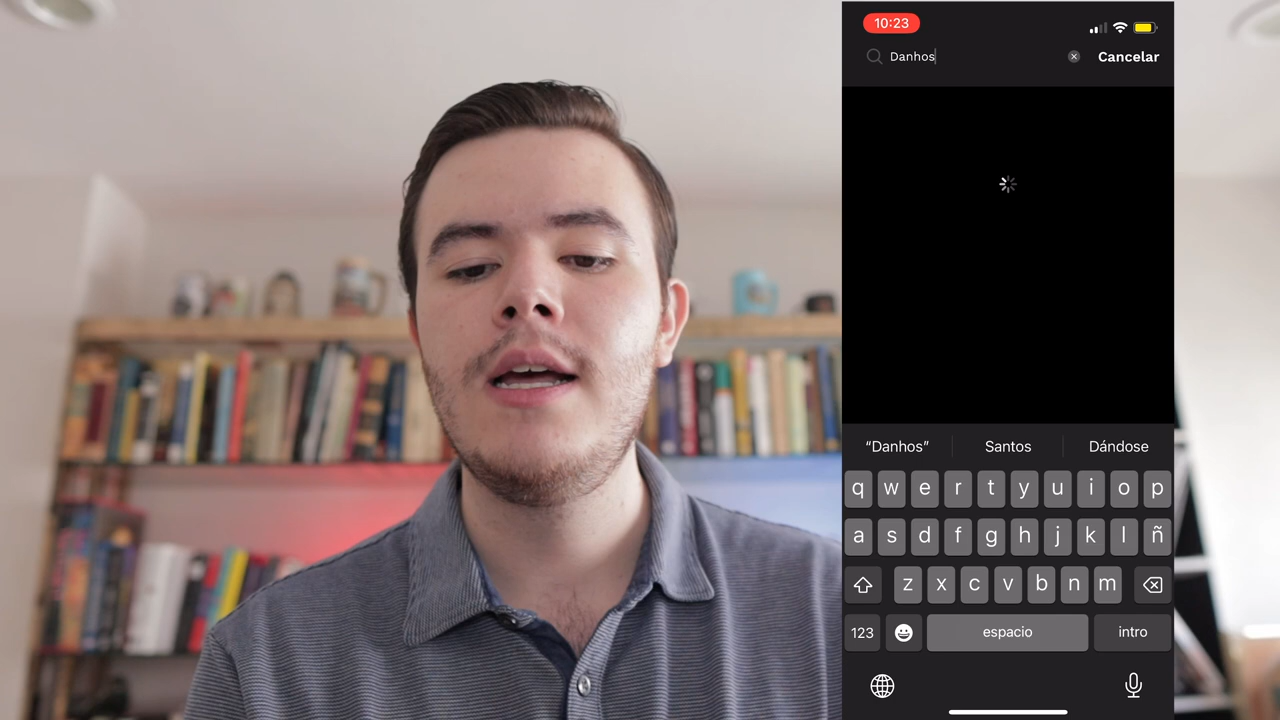 10:23
Danhos
Cancelar
“Danhos” Santos Dándose
q w e r t y u i o p
a s d f g h j k l ñ
z x c v b n m
123 espacio intro